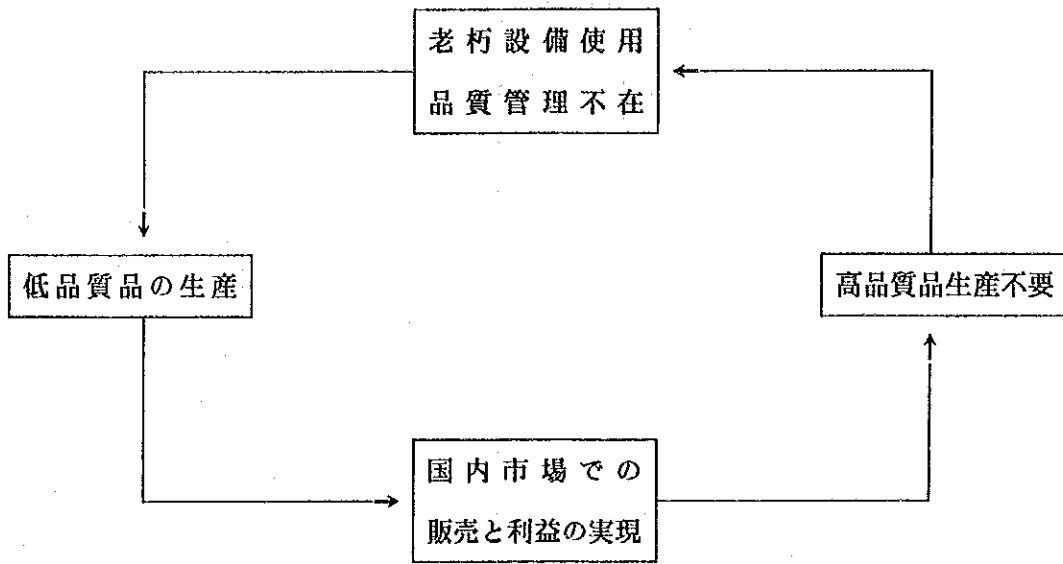 老朽設備使用
品質管理不在
低品質品の生産
高品質品生産不要
国内市場での
販売と利益の実現